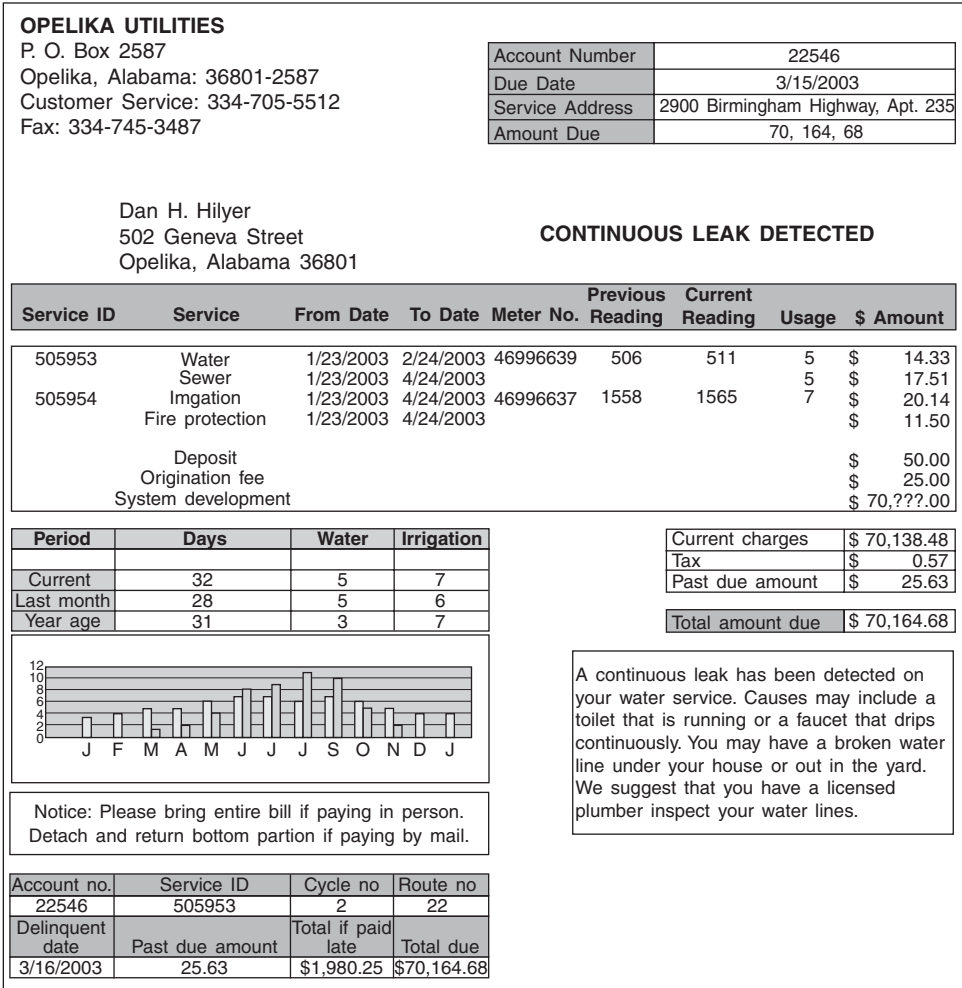 OPELIKA UTILITIES
P. O. Box 2587
Opelika, Alabama: 36801-2587
Customer Service: 334-705-5512
Fax: 334-745-3487
Account Number 22546
Due Date 3/15/2003
Service Address 2900 Birmingham Highway, Apt. 235
Amount Due 70, 164, 68
Dan H. Hilyer
502 Geneva Street
Opelika, Alabama 36801
CONTINUOUS LEAK DETECTED
Service ID Service From Date To Date Meter No. Previous Reading Current Reading Usage $ Amount
505953 Water 1/23/2003 2/24/2003 46996639 506 511 5 $ 14.33
Sewer 1/23/2003 4/24/2003 5 $ 17.51
505954 Imgation 1/23/2003 4/24/2003 46996637 1558 1565 7 $ 20.14
Fire protection 1/23/2003 4/24/2003 $ 11.50
Deposit $ 50.00
Origination fee $ 25.00
System development $ 70,???.00
Period Days Water Irrigation
Current 32 5 7
Last month 28 5 6
Year age 31 3 7
Current charges $ 70,138.48
Tax $ 0.57
Past due amount $ 25.63
Total amount due $ 70,164.68
12
10
8
6
4
2
0
J F M A M J J J S O N D J
A continuous leak has been detected on
your water service. Causes may include a
toilet that is running or a faucet that drips
continuously. You may have a broken water
line under your house or out in the yard.
We suggest that you have a licensed
plumber inspect your water lines.
Notice: Please bring entire bill if paying in person.
Detach and return bottom partion if paying by mail.
Account no. Service ID Cycle no Route no
22546 505953 2 22
Delinquent date Past due amount Total if paid late Total due
3/16/2003 25.63 $1,980.25 $70,164.68